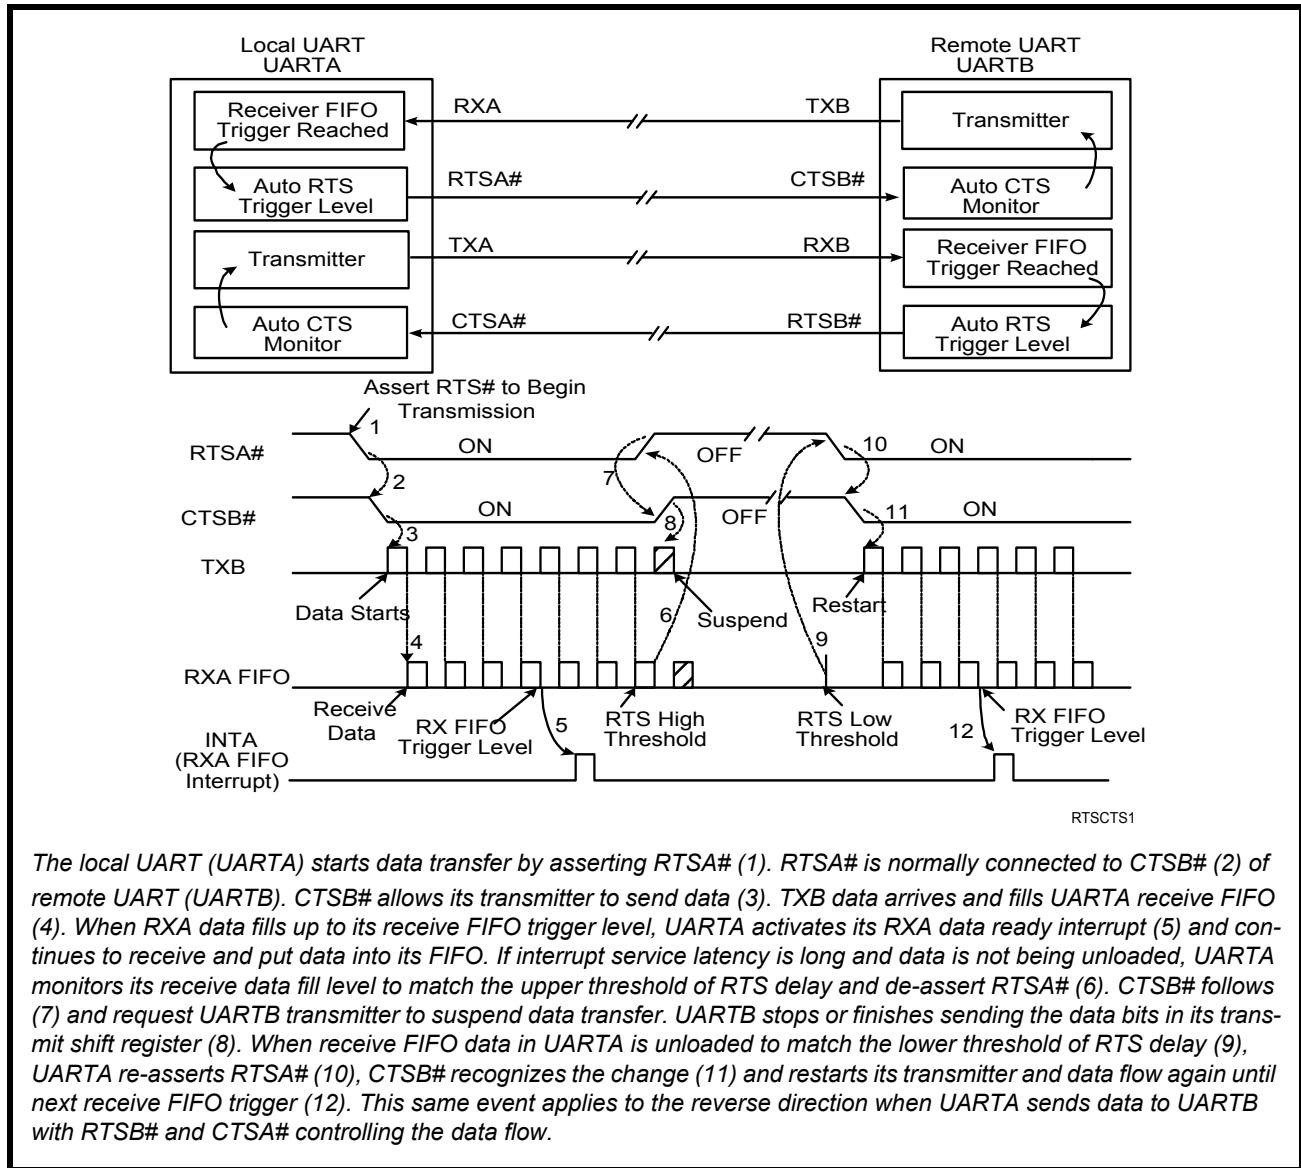 Local UART
UARTA
Remote UART
UARTB
Receiver FIFO
Trigger Reached
RXA
TXB
Transmitter
Auto RTS
Trigger Level
RTSA#
CTSB#
Auto CTS
Monitor
Transmitter
TXA
RXB
Receiver FIFO
Trigger Reached
Auto CTS
Monitor
CTSA#
RTSB#
Auto RTS
Trigger Level
Assert RTS# to Begin
Transmission
1
RTSA#
ON
OFF
10
ON
2
7
CTSB#
ON
8
OFF
11
ON
3
TXB
Data Starts
6
Suspend
Restart
4
9
RXA FIFO
Receive
Data
RX FIFO
Trigger Level
5
RTS High
Threshold
RTS Low
Threshold
12
RX FIFO
Trigger Level
INTA
(RXA FIFO
Interrupt)
RTSCTS1
The local UART (UARTA) starts data transfer by asserting RTSA# (1). RTSA# is normally connected to CTSB# (2) of
remote UART (UARTB). CTSB# allows its transmitter to send data (3). TXB data arrives and fills UARTA receive FIFO
(4). When RXA data fills up to its receive FIFO trigger level, UARTA activates its RXA data ready interrupt (5) and con-
tinues to receive and put data into its FIFO. If interrupt service latency is long and data is not being unloaded, UARTA
monitors its receive data fill level to match the upper threshold of RTS delay and de-assert RTSA# (6). CTSB# follows
(7) and request UARTB transmitter to suspend data transfer. UARTB stops or finishes sending the data bits in its trans-
mit shift register (8). When receive FIFO data in UARTA is unloaded to match the lower threshold of RTS delay (9),
UARTA re-asserts RTSA# (10), CTSB# recognizes the change (11) and restarts its transmitter and data flow again until
next receive FIFO trigger (12). This same event applies to the reverse direction when UARTA sends data to UARTB
with RTSB# and CTSA# controlling the data flow.